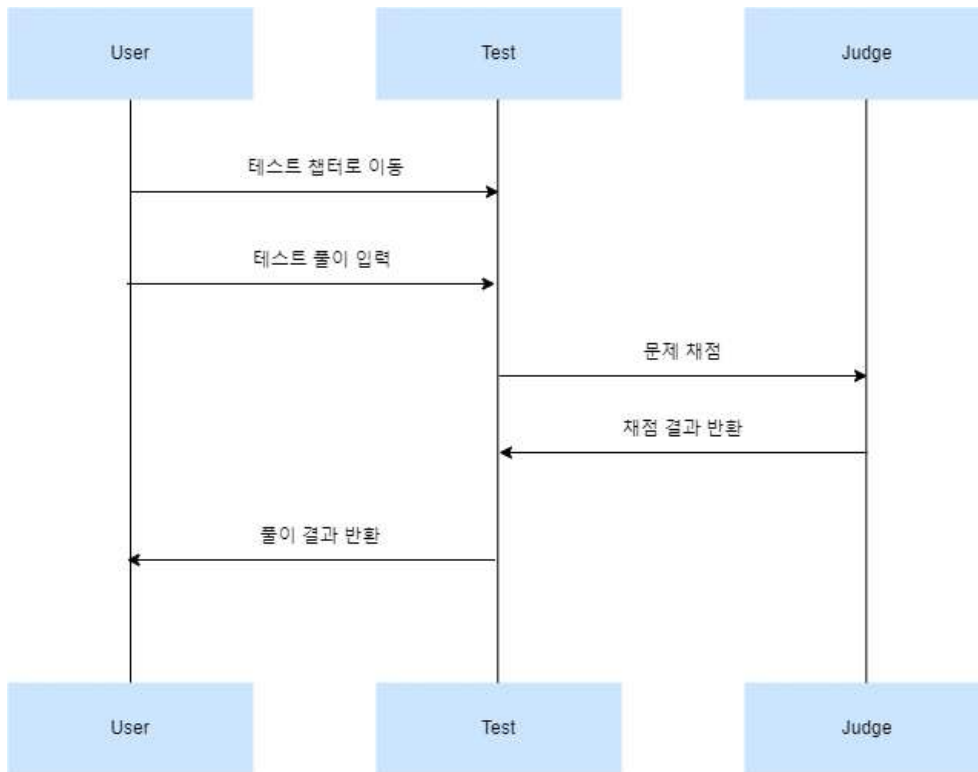 User
Test
Judge
테스트 챕터로 이동
테스트 풀이 입력
문제 채점
채점 결과 반환
풀이 결과 반환
User
Test
Judge